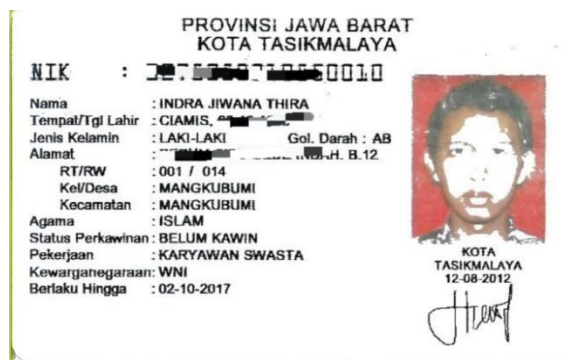 PROVINSI JAWA BARAT
KOTA TASIKMALAYA
NIK :
Nama : INDRA JIWANA THIRA
Tempat/Tgl Lahir : CIAMIS,
Jenis Kelamin : LAKI-LAKI Gol. Darah : AB
Alamat : B.12
RT/RW : 001 / 014
Kel/Desa : MANGKUBUMI
Kecamatan : MANGKUBUMI
Agama : ISLAM
Status Perkawinan : BELUM KAWIN
Pekerjaan : KARYAWAN SWASTA
Kewarganegaraan: WNI
Berlaku Hingga : 02-10-2017
KOTA
TASIKMALAYA
12-08-2012